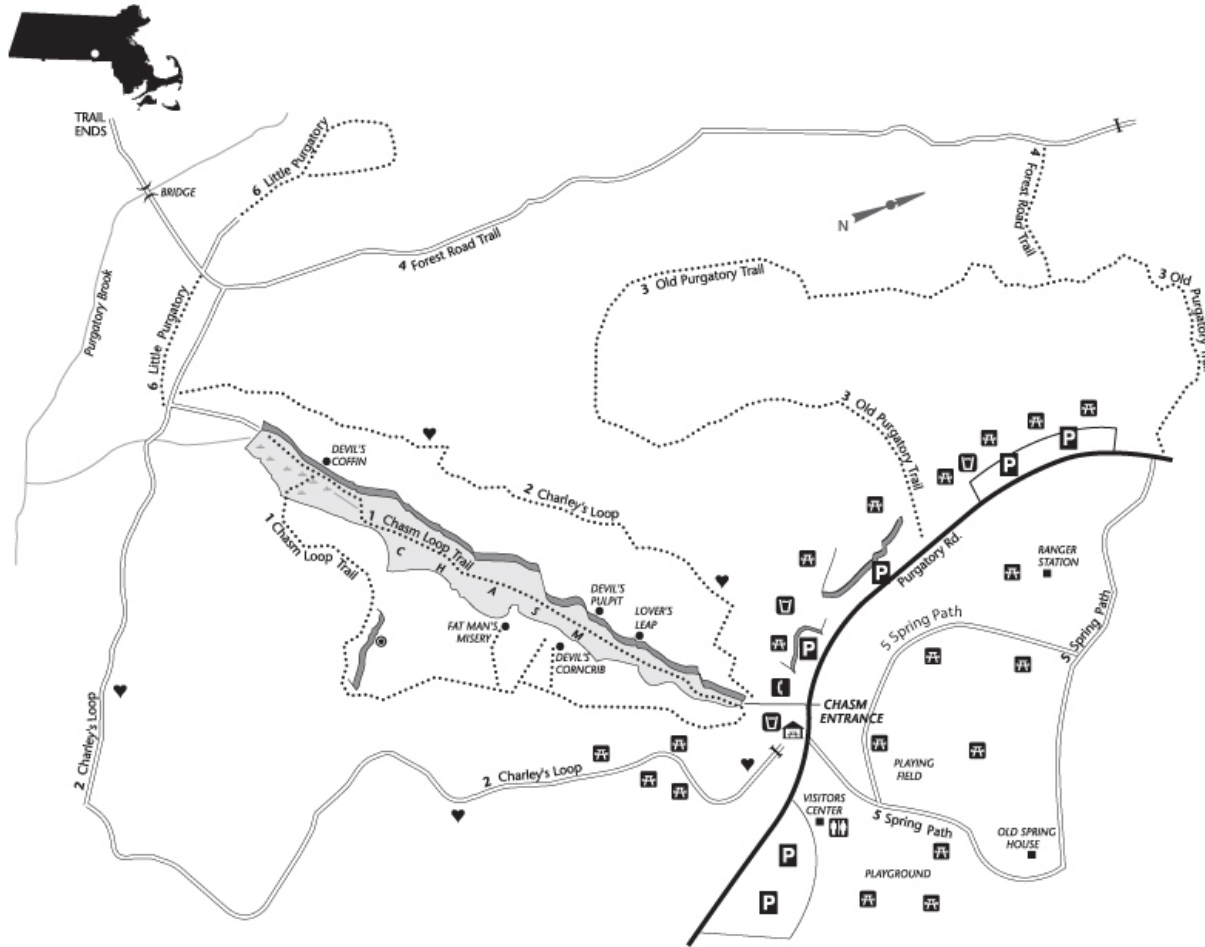 TRAIL
ENDS
BRIDGE
6 Little Purgatory
4 Forest Road Trail
4 Forest Road Trail
N
Purgatory Brook
6 Little Purgatory
3 Old Purgatory Trail
3 Old Purgatory Trail
3 Old Purgatory Trail
DEVIL'S
COFFIN
2 Charley's Loop
1 Chasm Loop Trail
1 Chasm Loop Trail
CHASM
FAT MAN'S
MISERY
DEVIL'S
CORNCRIB
DEVIL'S
PULPIT
LOVER'S
LEAP
P
P
P
P
Purgatory Rd.
RANGER
STATION
5 Spring Path
5 Spring Path
CHASM
ENTRANCE
2 Charley's Loop
2 Charley's Loop
PLAYING
FIELD
VISITORS
CENTER
5 Spring Path
OLD SPRING
HOUSE
PLAYGROUND
P
P